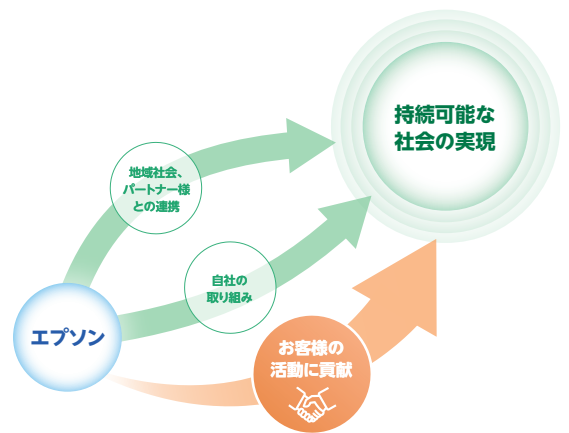 持続可能な
社会の実現
地域社会、
パートナー様
との連携
自社の
取り組み
エプソン
お客様の
活動に貢献